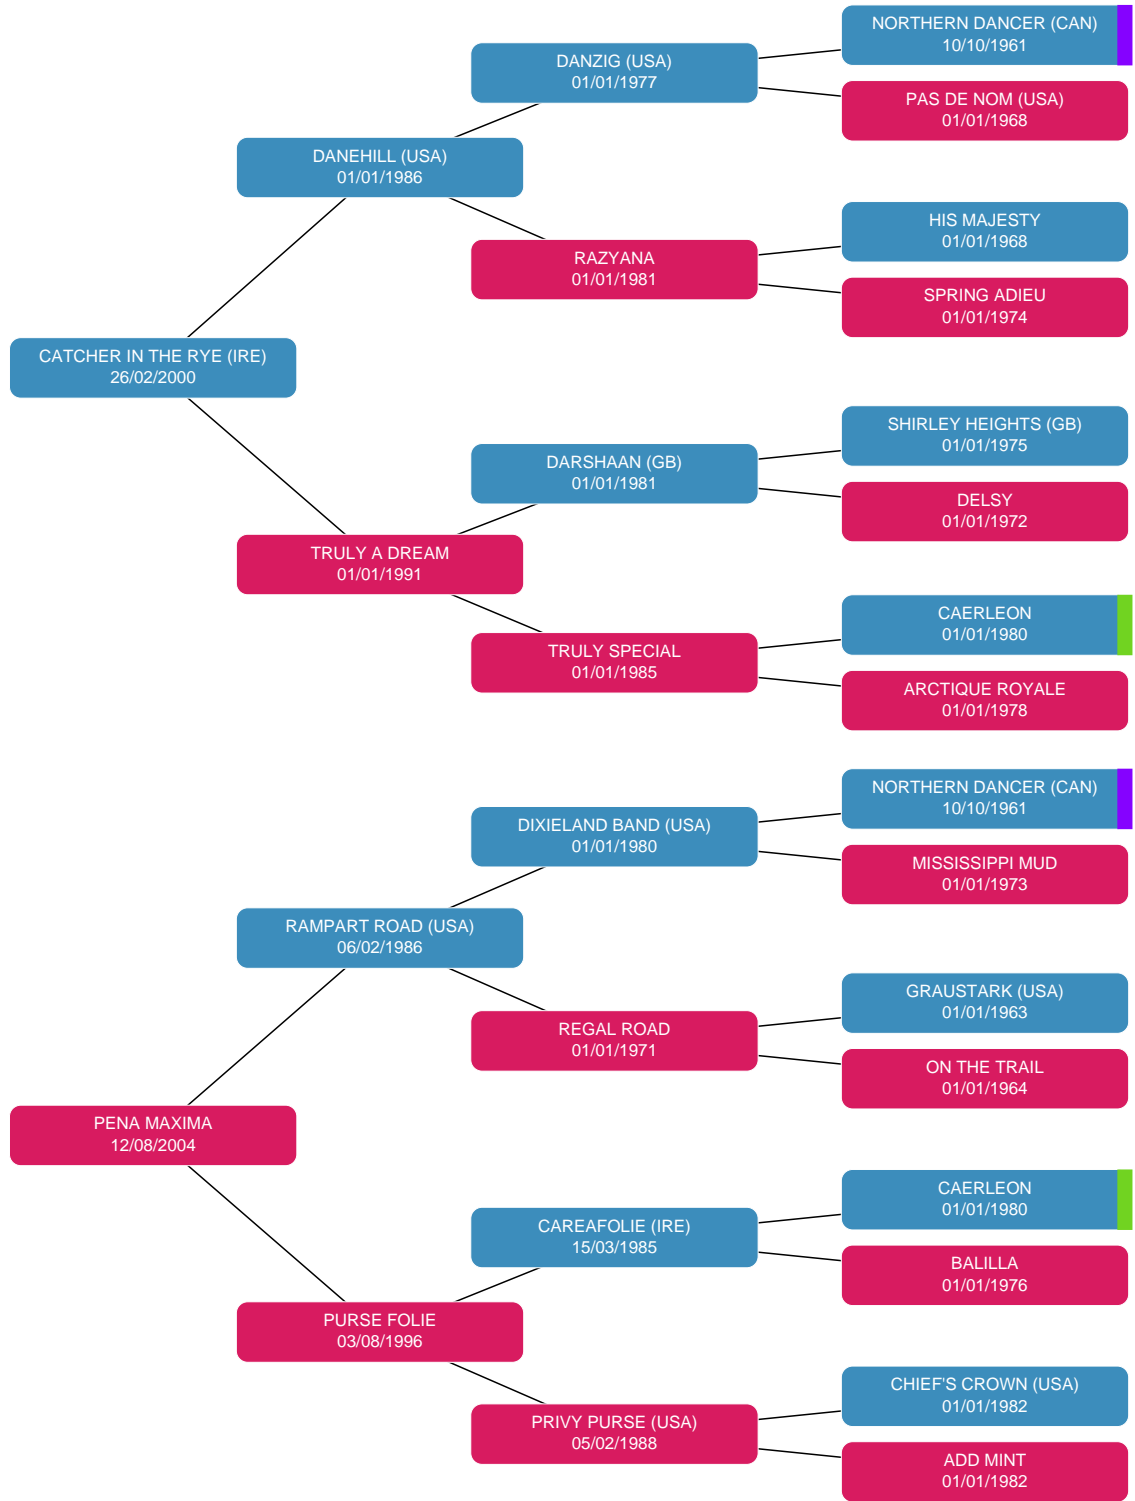 NORTHERN DANCER (CAN)
10/10/1961
DANZIG (USA)
01/01/1977
PAS DE NOM (USA)
01/01/1968
DANEHILL (USA)
01/01/1986
HIS MAJESTY
01/01/1968
RAZYANA
01/01/1981
SPRING ADIEU
01/01/1974
CATCHER IN THE RYE (IRE)
26/02/2000
SHIRLEY HEIGHTS (GB)
01/01/1975
DARSHAAN (GB)
01/01/1981
DELSY
01/01/1972
TRULY A DREAM
01/01/1991
CAERLEON
01/01/1980
TRULY SPECIAL
01/01/1985
ARCTIQUE ROYALE
01/01/1978
NORTHERN DANCER (CAN)
10/10/1961
DIXIELAND BAND (USA)
01/01/1980
MISSISSIPPI MUD
01/01/1973
RAMPART ROAD (USA)
06/02/1986
GRAUSTARK (USA)
01/01/1963
REGAL ROAD
01/01/1971
ON THE TRAIL
01/01/1964
PENA MAXIMA
12/08/2004
CAERLEON
01/01/1980
CAREAFOLIE (IRE)
15/03/1985
BALILLA
01/01/1976
PURSE FOLIE
03/08/1996
CHIEF'S CROWN (USA)
01/01/1982
PRIVY PURSE (USA)
05/02/1988
ADD MINT
01/01/1982